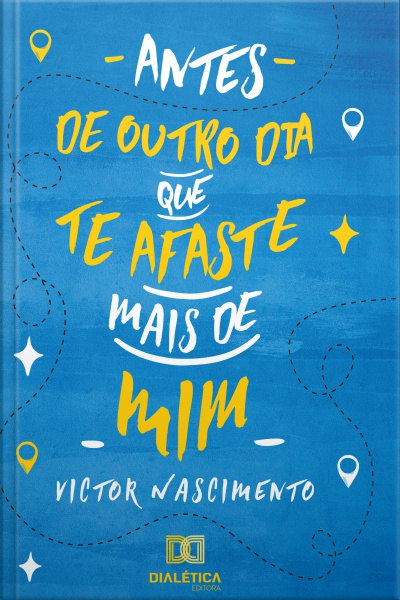 ANTES
DE OUTRO DIA
QUE
TE AFASTE
MAIS DE
MIM
VICTOR NASCIMENTO
DIALÉTICA
EDITORA